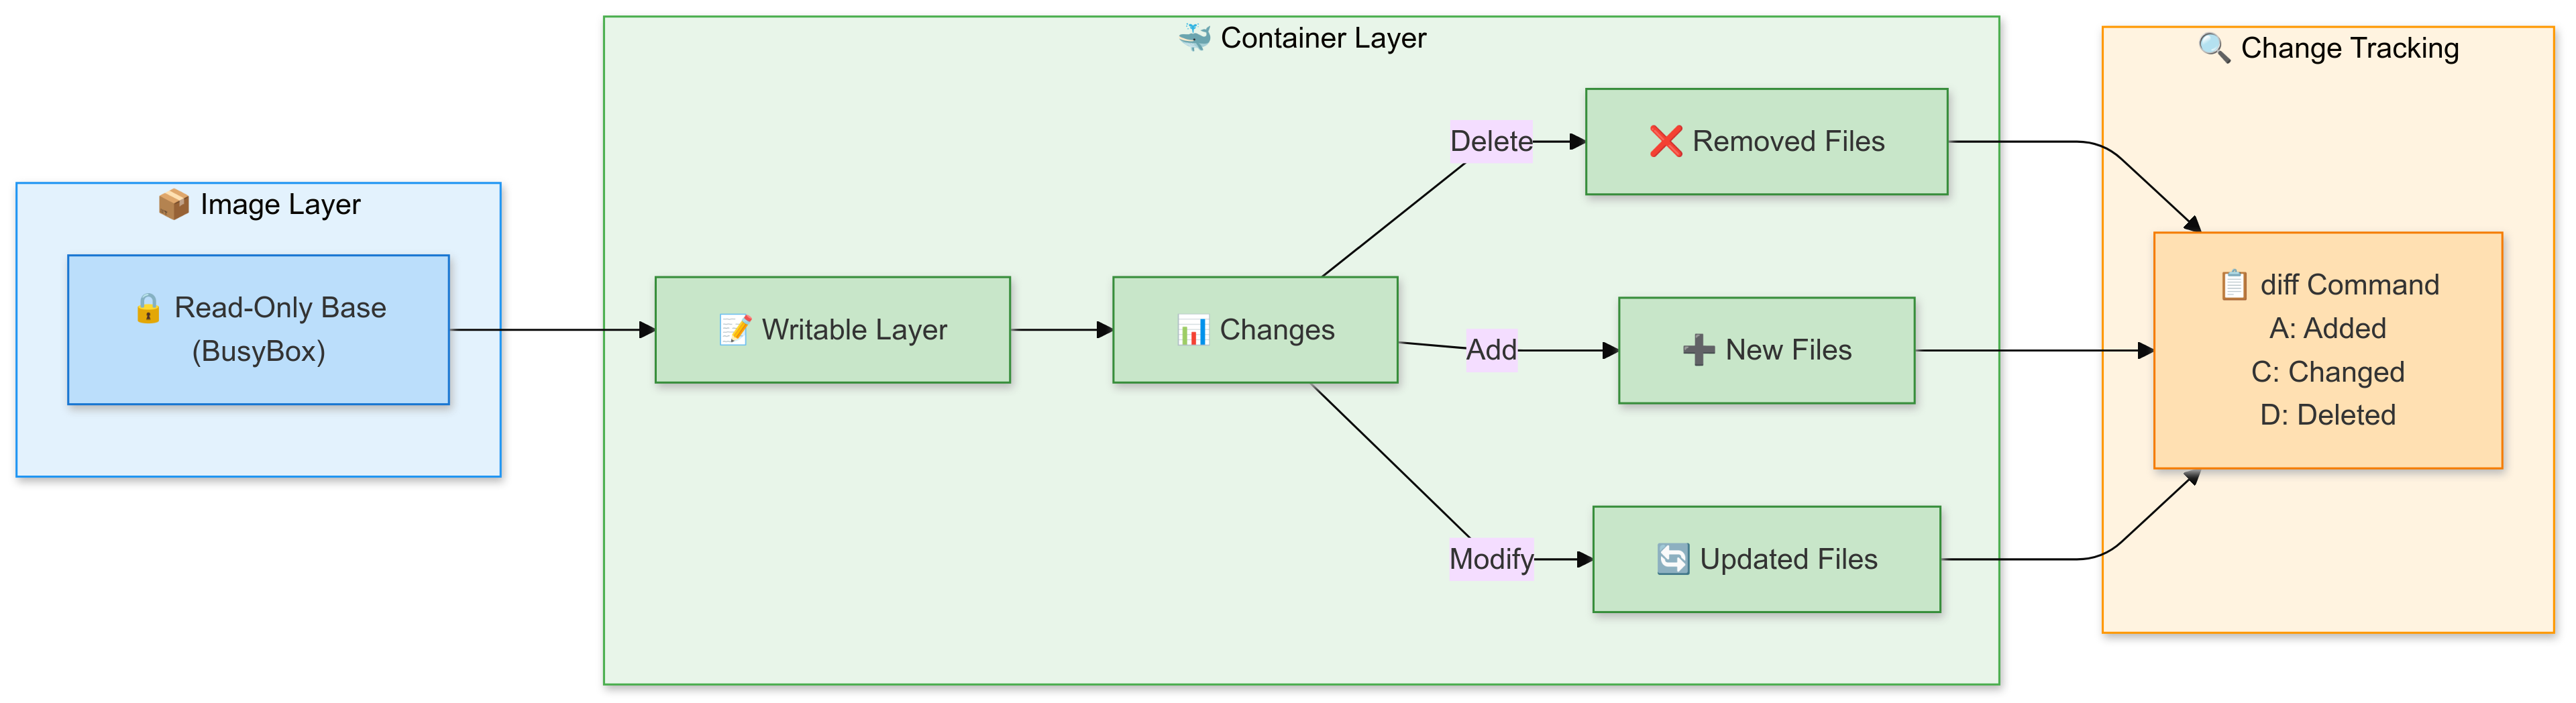 📦 Image Layer
🔒 Read-Only Base
(BusyBox)
🐳 Container Layer
📝 Writable Layer
📊 Changes
Delete
❌ Removed Files
Add
➕ New Files
Modify
🔄 Updated Files
🔍 Change Tracking
📋 diff Command
A: Added
C: Changed
D: Deleted